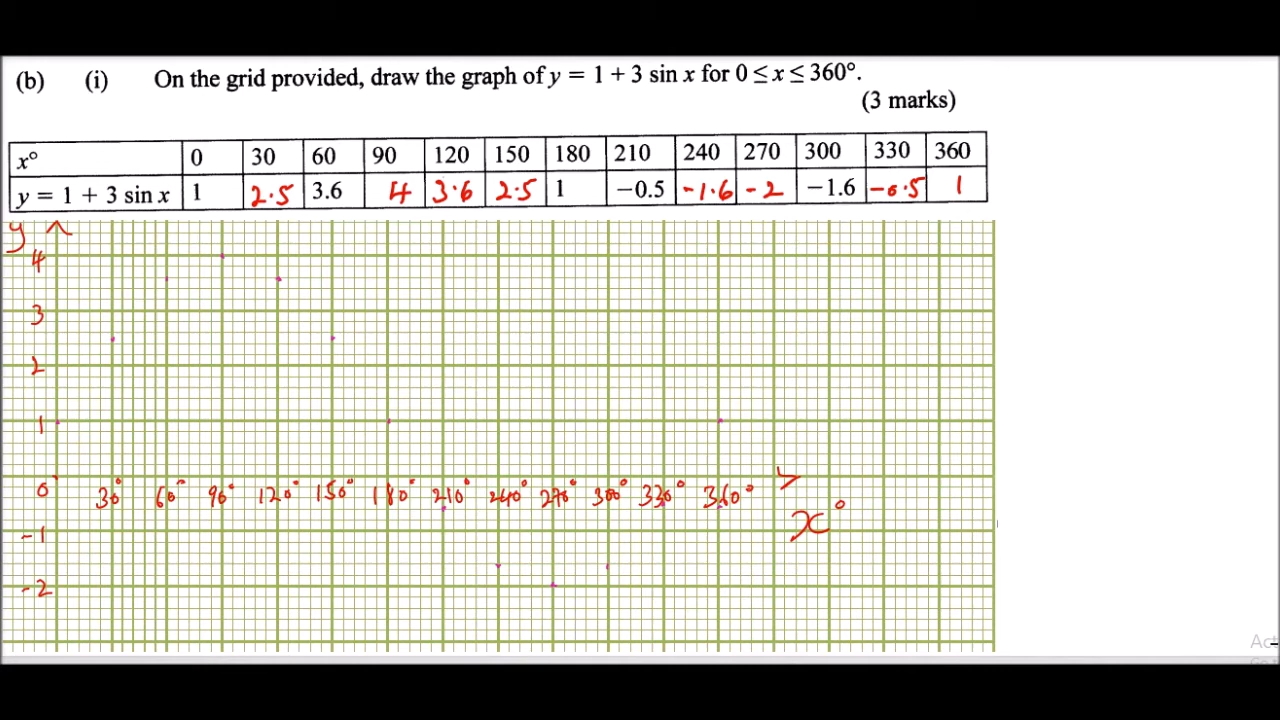 (b) (i) On the grid provided, draw the graph of y = 1 + 3 sin x for 0 ≤ x ≤ 360°.
(3 marks)
x° 0 30 60 90 120 150 180 210 240 270 300 330 360
y = 1 + 3 sin x 1 2.5 3.6 4 3.6 2.5 1 −0.5 -1.6 -2 −1.6 -0.5 1
y
4
3
2
1
0 30° 60° 90° 120° 150° 180° 210° 240° 270° 300° 330° 360°
x°
-1
-2